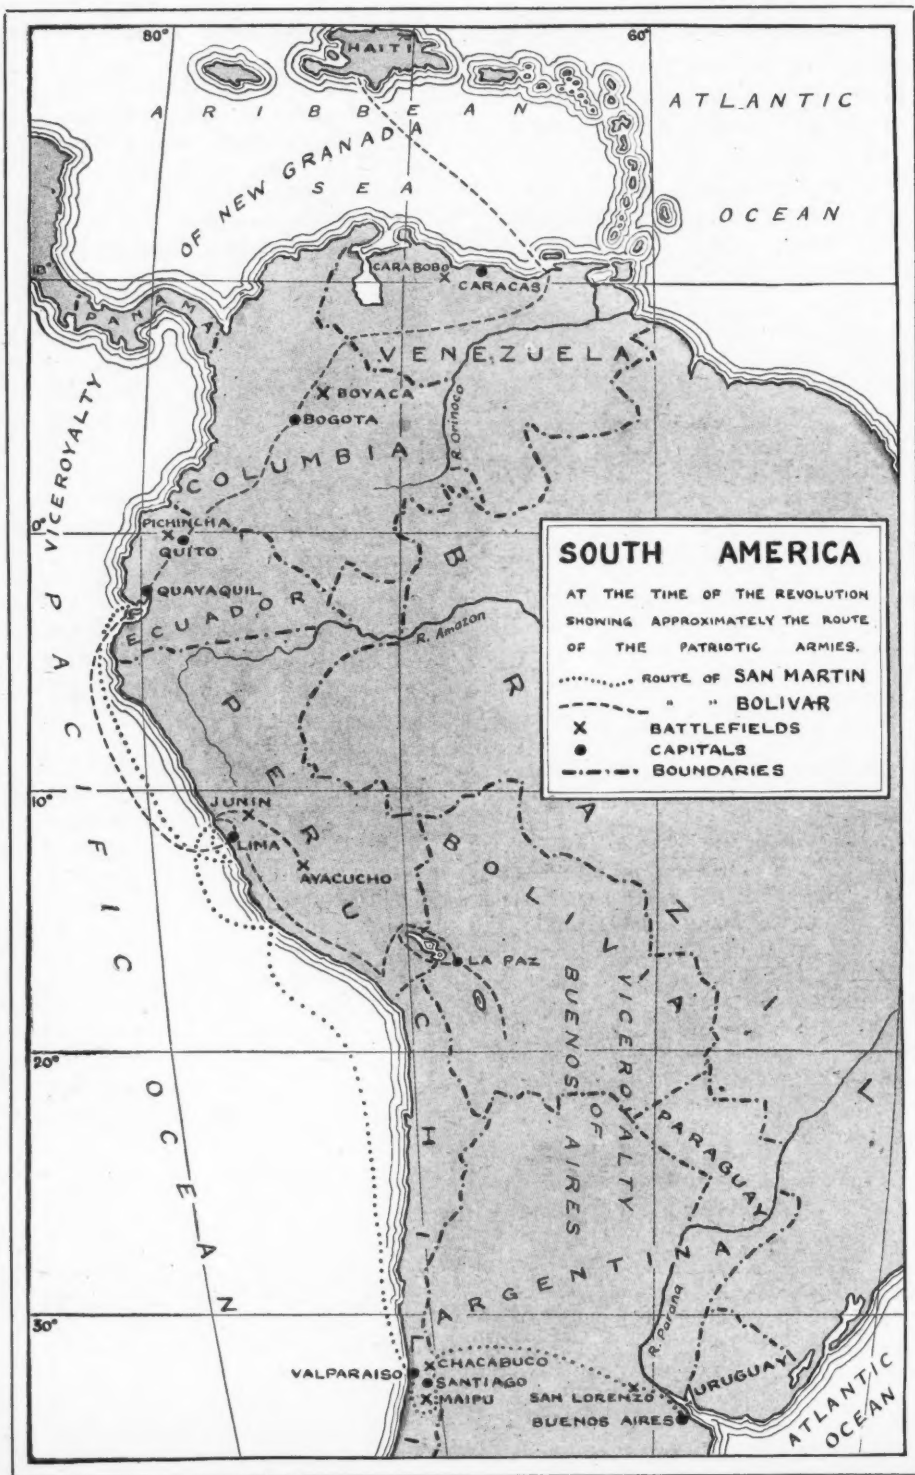 80°
70°
60°
HAITI
ARIBBEAN
SEA
ATLANTIC
OCEAN
VICEROYALTY
OF NEW GRANADA
10°
PANAMA
CARABOBO
CARACAS
VENEZUELA
BOYACA
BOGOTA
R. Orinoco
COLUMBIA
0°
PICHINCHA
QUITO
QUAYAQUIL
ECUADOR
R. Amazon
BRAZIL
SOUTH AMERICA
AT THE TIME OF THE REVOLUTION
SHOWING APPROXIMATELY THE ROUTE
OF THE PATRIOTIC ARMIES.
ROUTE OF SAN MARTIN
" " BOLIVAR
X BATTLEFIELDS
CAPITALS
BOUNDARIES
PACIFIC OCEAN
PERU
10°
JUNIN
LIMA
AYACUCHO
BOLIVIA
LA PAZ
VICEROYALTY
OF
BUENOS AIRES
20°
CHILI
PARAGUAY
ARGENTINA
R. Parana
30°
VALPARAISO
CHACABUCO
SANTIAGO
MAIPÚ
SAN LORENZO
BUENOS AIRES
URUGUAY
ATLANTIC
OCEAN